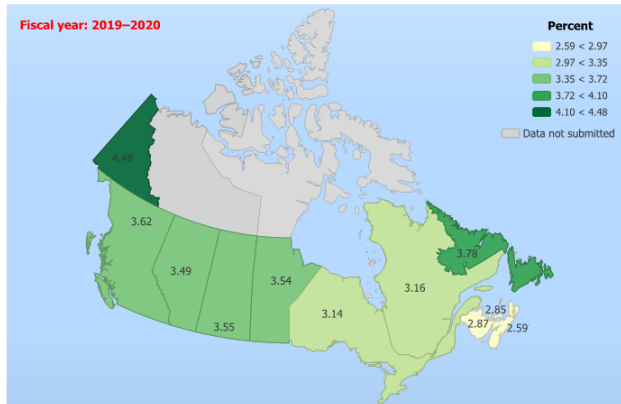 Fiscal year: 2019–2020
Percent
2.59 < 2.97
2.97 < 3.35
3.35 < 3.72
3.72 < 4.10
4.10 < 4.48
Data not submitted
4.48
3.62
3.49
3.55
3.54
3.14
3.16
3.78
2.85
2.87
2.59